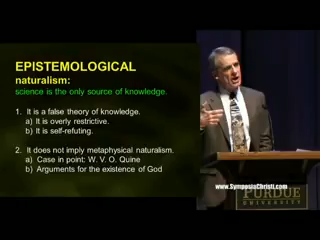 EPISTEMOLOGICAL
naturalism:
science is the only source of knowledge.
1. It is a false theory of knowledge.
a) It is overly restrictive.
b) It is self-refuting.
2. It does not imply metaphysical naturalism.
a) Case in point: W. V. O. Quine
b) Arguments for the existence of God
www.SymposiaChristi.com
PURDUE
UNIVERSITY